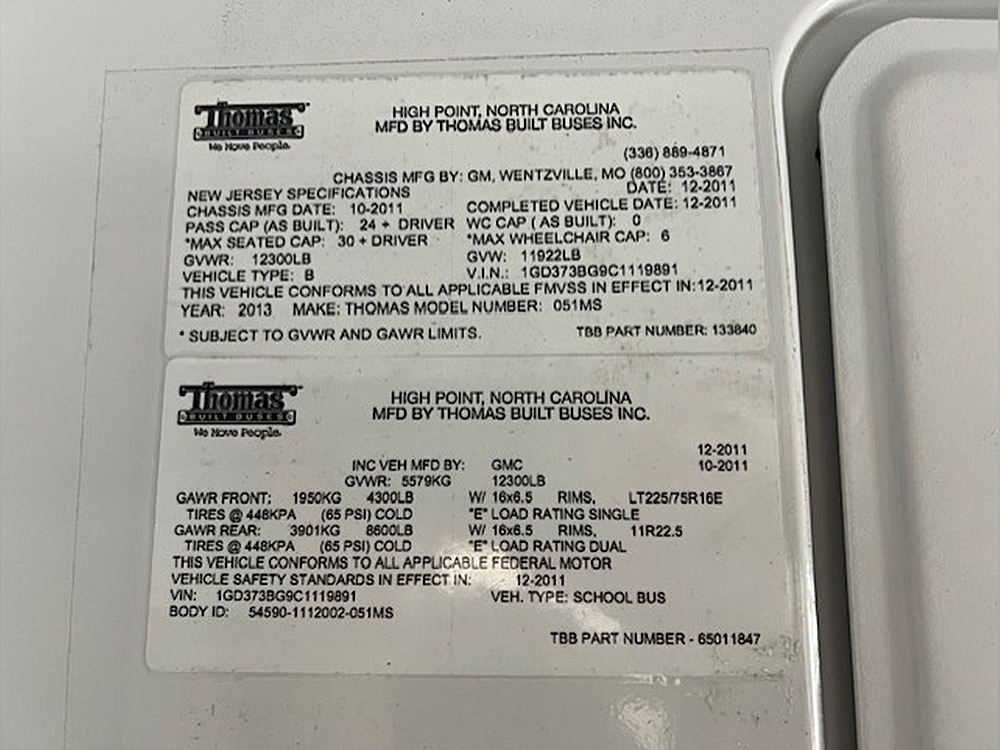 Thomas
BUILT BUSES
We Move People.
HIGH POINT, NORTH CAROLINA
MFD BY THOMAS BUILT BUSES INC.
(336) 889-4871
CHASSIS MFG BY: GM, WENTZVILLE, MO (800) 353-3867
NEW JERSEY SPECIFICATIONS DATE: 12-2011
CHASSIS MFG DATE: 10-2011 COMPLETED VEHICLE DATE: 12-2011
PASS CAP (AS BUILT): 24 + DRIVER WC CAP ( AS BUILT): 0
*MAX SEATED CAP: 30 + DRIVER *MAX WHEELCHAIR CAP: 6
GVWR: 12300LB GVW: 11922LB
VEHICLE TYPE: B V.I.N.: 1GD373BG9C1119891
THIS VEHICLE CONFORMS TO ALL APPLICABLE FMVSS IN EFFECT IN: 12-2011
YEAR: 2013 MAKE: THOMAS MODEL NUMBER: 051MS
* SUBJECT TO GVWR AND GAWR LIMITS. TBB PART NUMBER: 133840
Thomas
BUILT BUSES
We Move People.
HIGH POINT, NORTH CAROLINA
MFD BY THOMAS BUILT BUSES INC.
12-2011
INC VEH MFD BY: GMC 10-2011
GVWR: 5579KG 12300LB
GAWR FRONT: 1950KG 4300LB W/ 16x6.5 RIMS, LT225/75R16E
TIRES @ 448KPA (65 PSI) COLD "E" LOAD RATING SINGLE
GAWR REAR: 3901KG 8600LB W/ 16x6.5 RIMS, 11R22.5
TIRES @ 448KPA (65 PSI) COLD "E" LOAD RATING DUAL
THIS VEHICLE CONFORMS TO ALL APPLICABLE FEDERAL MOTOR
VEHICLE SAFETY STANDARDS IN EFFECT IN: 12-2011
VIN: 1GD373BG9C1119891 VEH. TYPE: SCHOOL BUS
BODY ID: 54590-1112002-051MS
TBB PART NUMBER - 65011847